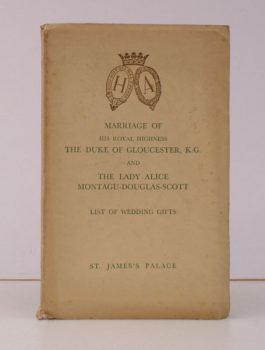 H A
MARRIAGE OF
HIS ROYAL HIGHNESS
THE DUKE OF GLOUCESTER, K.G.
AND
THE LADY ALICE
MONTAGU-DOUGLAS-SCOTT
LIST OF WEDDING GIFTS
ST. JAMES'S PALACE